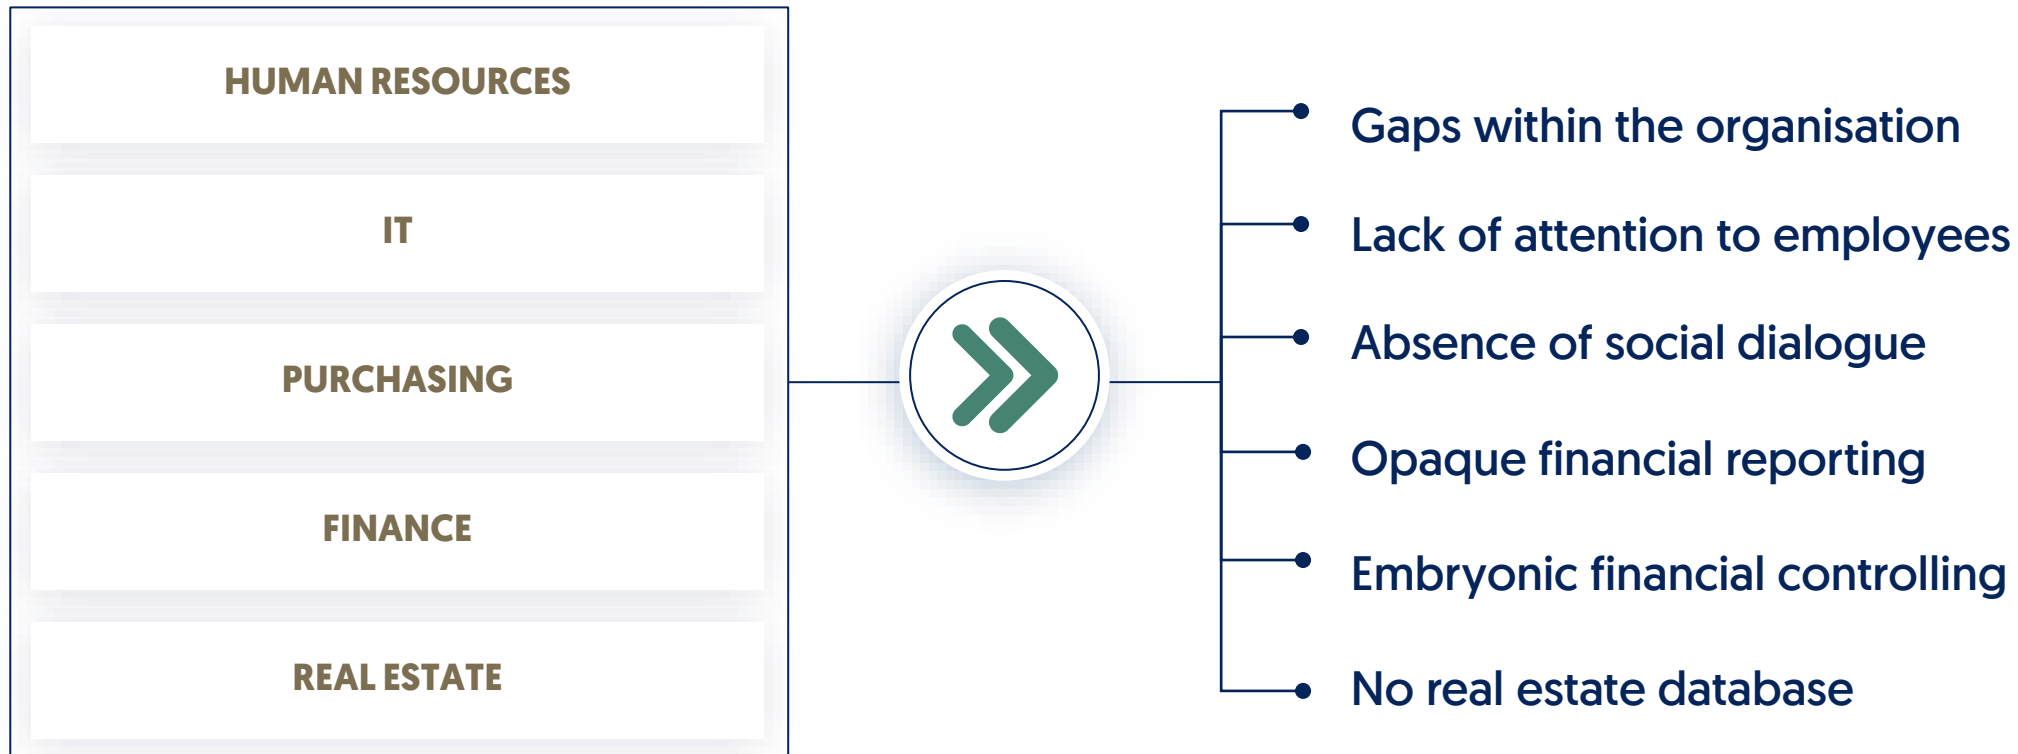 HUMAN RESOURCES
IT
PURCHASING
FINANCE
REAL ESTATE
Gaps within the organisation
Lack of attention to employees
Absence of social dialogue
Opaque financial reporting
Embryonic financial controlling
No real estate database